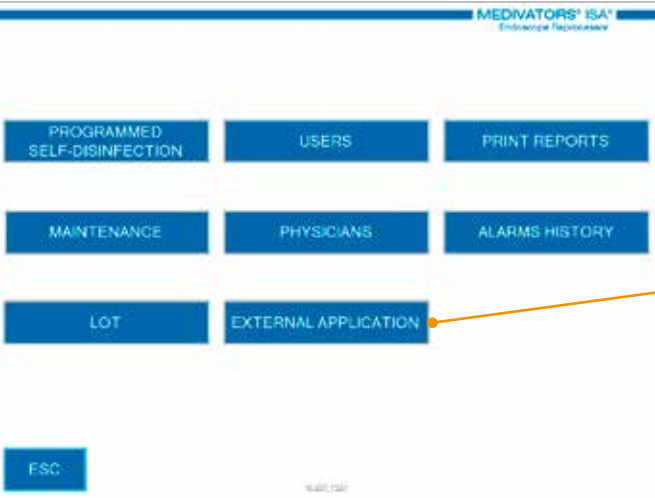 MEDIVATORS® ISA®
Endoscope Reprocessor
PROGRAMMED
SELF-DISINFECTION
USERS
PRINT REPORTS
MAINTENANCE
PHYSICIANS
ALARMS HISTORY
LOT
EXTERNAL APPLICATION
ESC